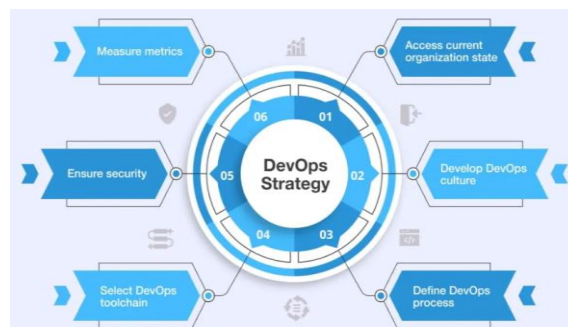 Measure metrics
Access current
organization state
06
01
Ensure security
05
DevOps
Strategy
02
Develop DevOps
culture
04
03
Select DevOps
toolchain
Define DevOps
process